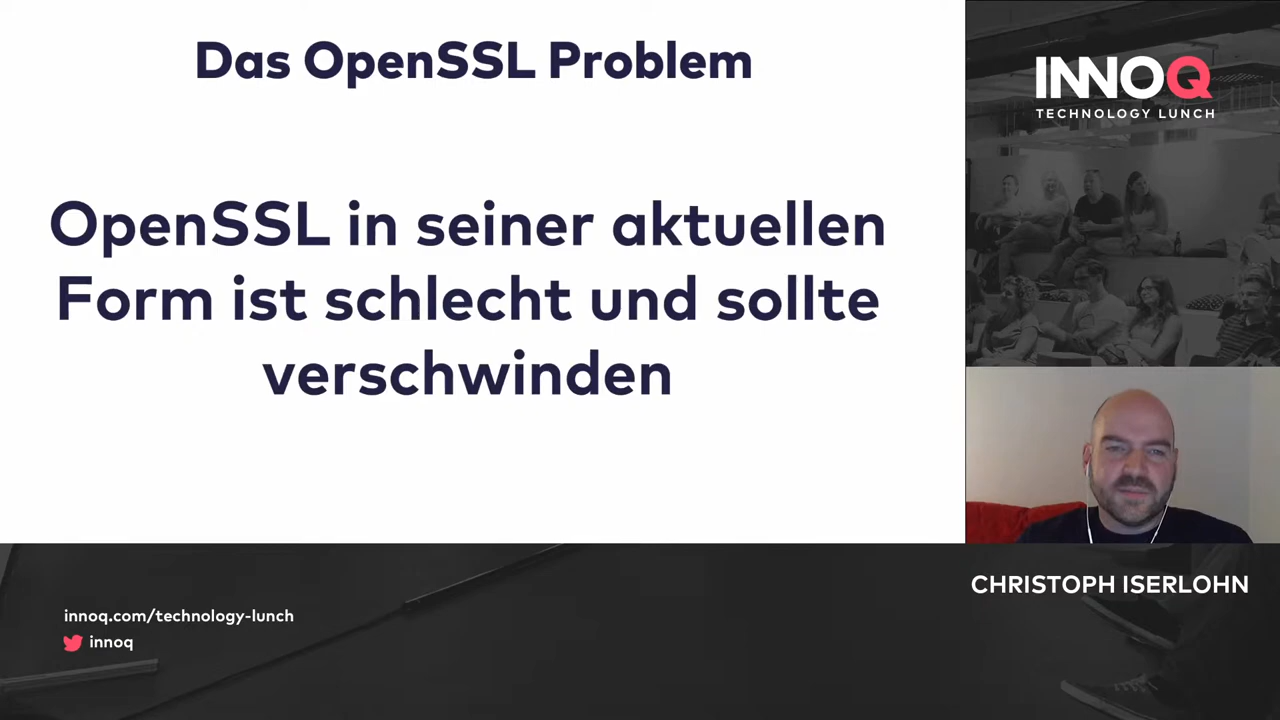 Das OpenSSL Problem
OpenSSL in seiner aktuellen
Form ist schlecht und sollte
verschwinden
INNOQ
TECHNOLOGY LUNCH
CHRISTOPH ISERLOHN
innoq.com/technology-lunch
innoq